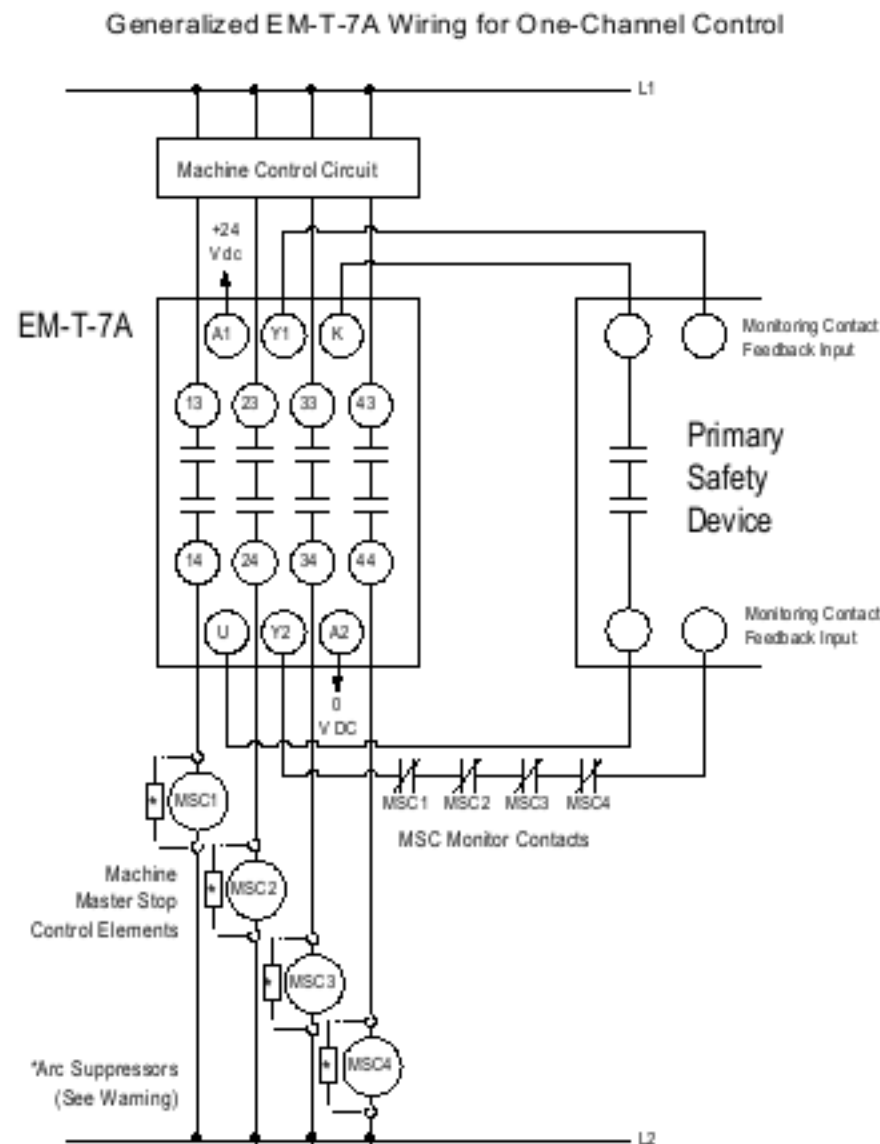 Generalized EM-T-7A Wiring for One-Channel Control
L1
Machine Control Circuit
+24
Vdc
EM-T-7A
A1
Y1
K
Monitoring Contact
Feedback Input
13
23
33
43
Primary
Safety
Device
14
24
34
44
U
Y2
A2
Monitoring Contact
Feedback Input
0
V DC
MSC1
MSC1
MSC2
MSC3
MSC4
MSC Monitor Contacts
*
Machine
Master Stop
Control Elements
MSC2
*
MSC3
*
MSC4
*
*Arc Suppressors
(See Warning)
L2